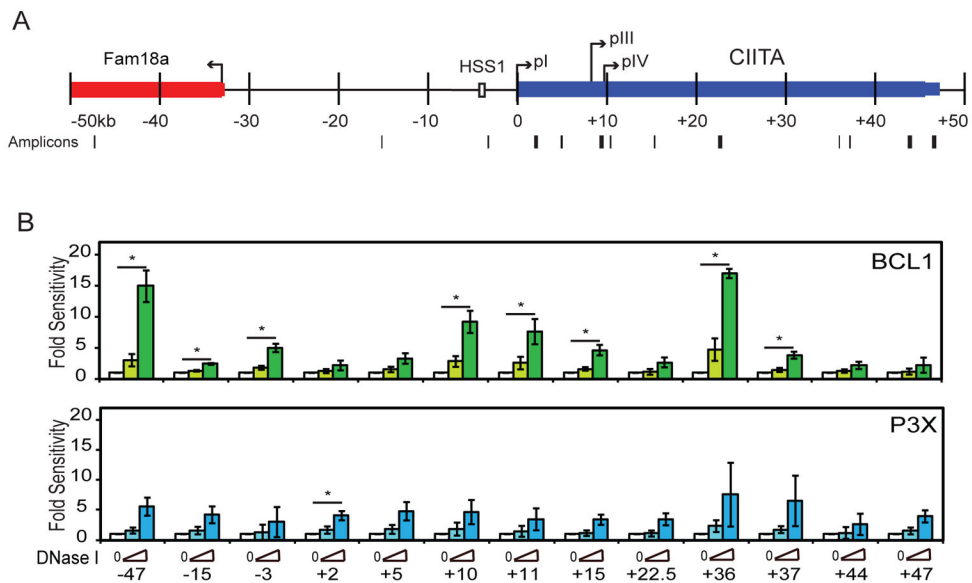 A
Fam18a
HSS1
pI
pIII
pIV
CIITA
-50kb -40 -30 -20 -10 0 +10 +20 +30 +40 +50
Amplicons
B
BCL1
Fold Sensitivity
20
15
10
5
0
* * * * * * * *
P3X
Fold Sensitivity
20
15
10
5
0
*
DNase I 0 0 0 0 0 0 0 0 0 0 0 0 0
-47 -15 -3 +2 +5 +10 +11 +15 +22.5 +36 +37 +44 +47